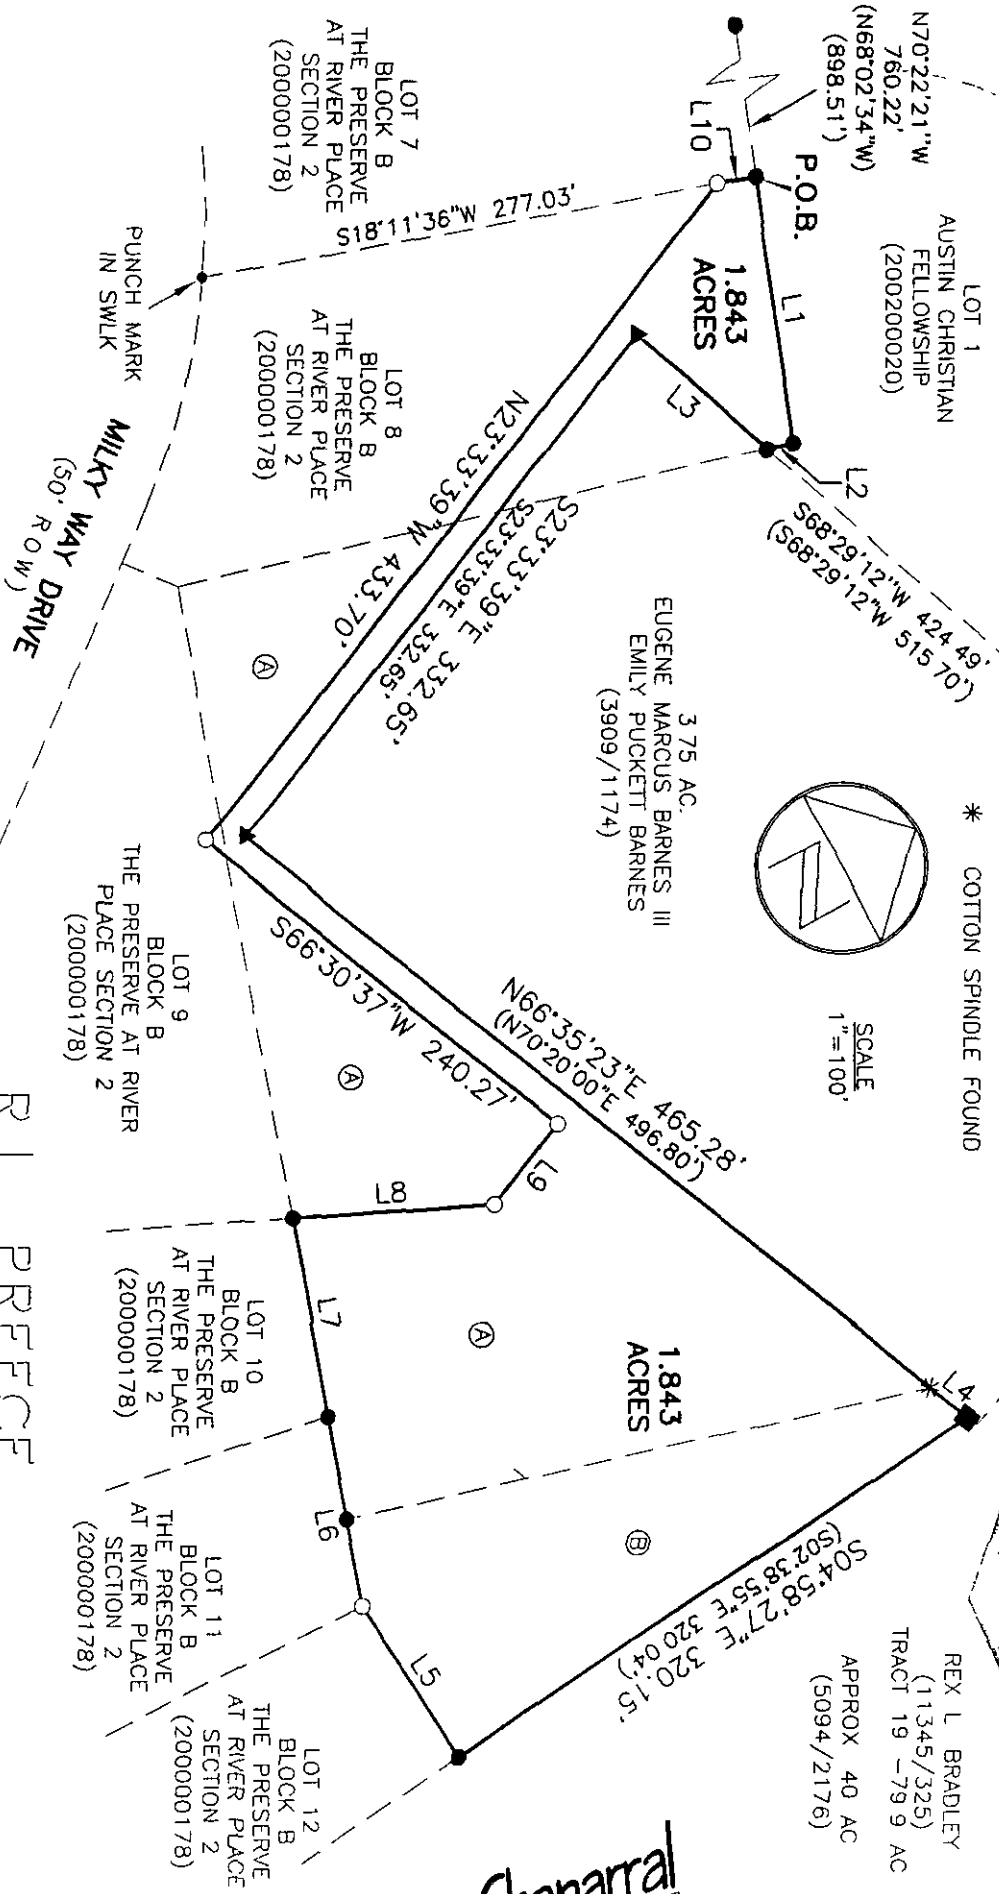 N70°22'21"W
760.22'
(N68°02'34"W)
(898.51')
L10
P.O.B.
LOT 1
AUSTIN CHRISTIAN
FELLOWSHIP
(200200020)
L1
1.843
ACRES
L2
L3
S68°29'12"W 424 49'
(S68°29'12"W 515 70')
LOT 7
BLOCK B
THE PRESERVE
AT RIVER PLACE
SECTION 2
(200000178)
S18°11'36"W 277.03'
PUNCH MARK
IN SWLK
LOT 8
BLOCK B
THE PRESERVE
AT RIVER PLACE
SECTION 2
(200000178)
MILKY WAY DRIVE
(50' R O W)
N23°33'39"W 433.70'
S23°33'39"E 332.65'
S23°33'39"E 332.65'
A
3 75 AC.
EUGENE MARCUS BARNES III
EMILY PUCKETT BARNES
(3909/1174)
* COTTON SPINDLE FOUND
N
SCALE
1"=100'
N66°35'23"E 465.28'
(N70°20'00"E 496.80')
S66°30'37"W 240.27'
A
L9
L8
LOT 9
BLOCK B
THE PRESERVE AT RIVER
PLACE SECTION 2
(200000178)
L7
A
1.843
ACRES
L4
LOT 10
BLOCK B
THE PRESERVE
AT RIVER PLACE
SECTION 2
(200000178)
L6
B
S04°58'27"E 320.15'
(S02°38'55"E 320 04')
L5
LOT 11
BLOCK B
THE PRESERVE
AT RIVER PLACE
SECTION 2
(200000178)
LOT 12
BLOCK B
THE PRESERVE
AT RIVER PLACE
SECTION 2
(200000178)
REX L BRADLEY
(11345/325)
TRACT 19 -79 9 AC
APPROX 40 AC
(5094/2176)
Chaparral